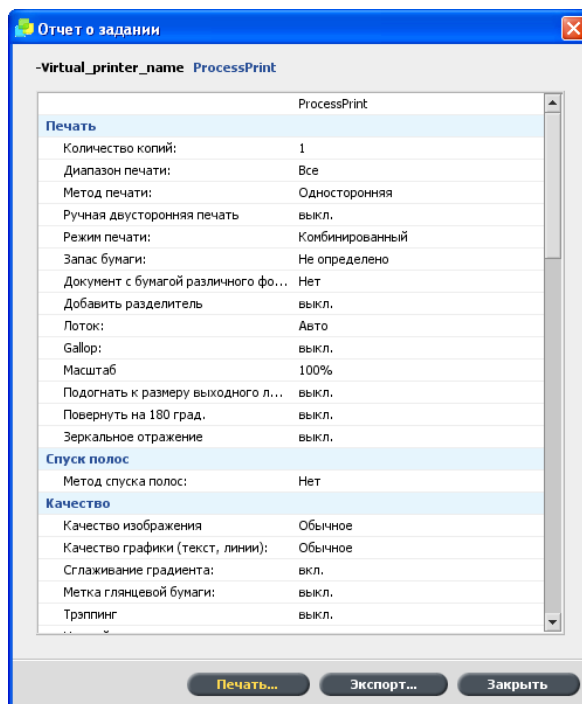 Отчет о задании
-Virtual_printer_name ProcessPrint
ProcessPrint
Печать
Количество копий: 1
Диапазон печати: Все
Метод печати: Односторонняя
Ручная двусторонняя печать выкл.
Режим печати: Комбинированный
Запас бумаги: Не определено
Документ с бумагой различного фо... Нет
Добавить разделитель выкл.
Лоток: Авто
Gallop: выкл.
Масштаб 100%
Подогнать к размеру выходного л... выкл.
Повернуть на 180 град. выкл.
Зеркальное отражение выкл.
Спуск полос
Метод спуска полос: Нет
Качество
Качество изображения Обычное
Качество графики (текст, линии): Обычное
Сглаживание градиента: вкл.
Метка глянцевой бумаги: выкл.
Трэппинг выкл.
Печать... Экспорт... Закрыть